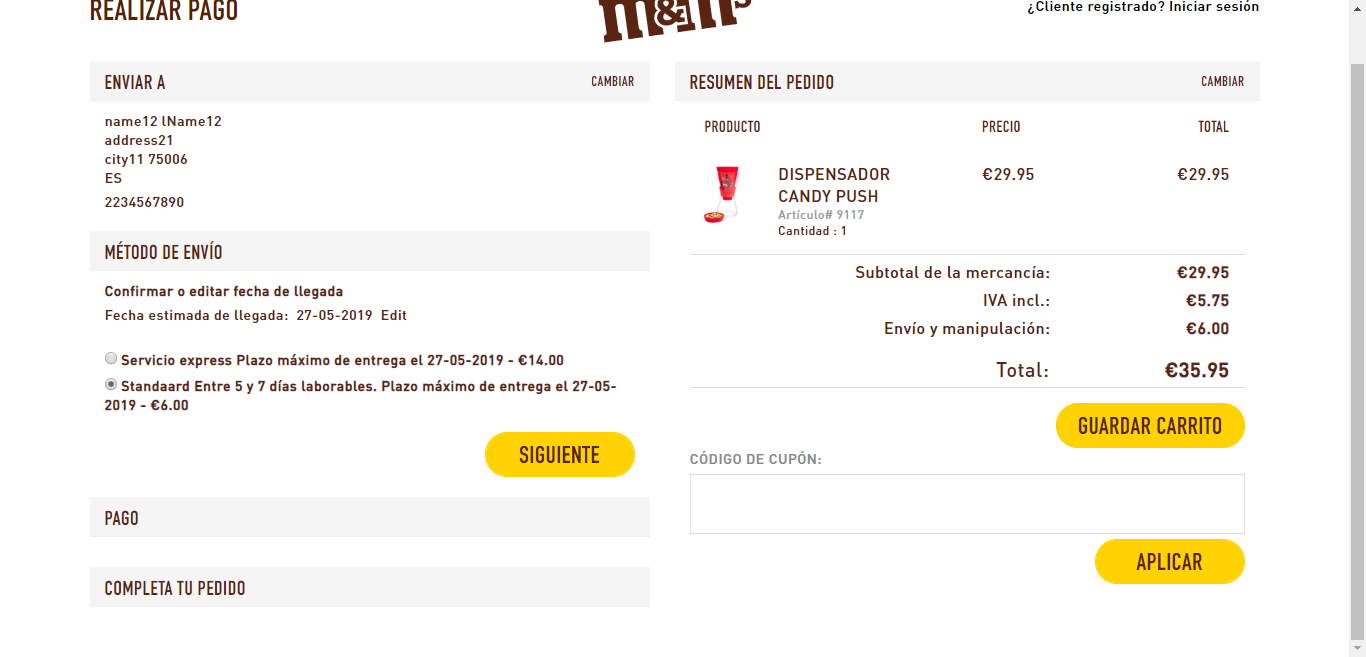 REALIZAR PAGO
m&m's
¿Cliente registrado? Iniciar sesión
ENVIAR A
CAMBIAR
name12 lName12
address21
city11 75006
ES
2234567890
MÉTODO DE ENVÍO
Confirmar o editar fecha de llegada
Fecha estimada de llegada: 27-05-2019 Edit
Servicio express Plazo máximo de entrega el 27-05-2019 - €14.00
Standaard Entre 5 y 7 días laborables. Plazo máximo de entrega el 27-05-
2019 - €6.00
SIGUIENTE
PAGO
COMPLETA TU PEDIDO
RESUMEN DEL PEDIDO
CAMBIAR
PRODUCTO PRECIO TOTAL
DISPENSADOR €29.95 €29.95
CANDY PUSH
Artículo# 9117
Cantidad : 1
Subtotal de la mercancía: €29.95
IVA incl.: €5.75
Envío y manipulación: €6.00
Total: €35.95
GUARDAR CARRITO
CÓDIGO DE CUPÓN:
APLICAR